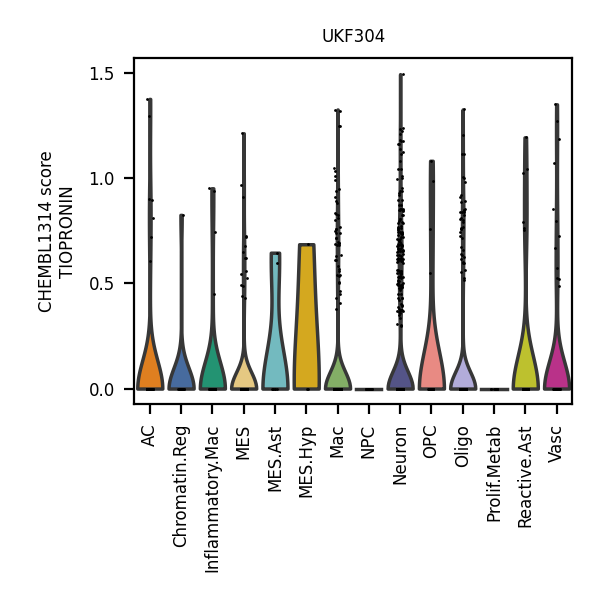 UKF304
CHEMBL1314 score
TIOPRONIN
1.5
1.0
0.5
0.0
AC
Chromatin.Reg
Inflammatory.Mac
MES
MES.Ast
MES.Hyp
Mac
NPC
Neuron
OPC
Oligo
Prolif.Metab
Reactive.Ast
Vasc